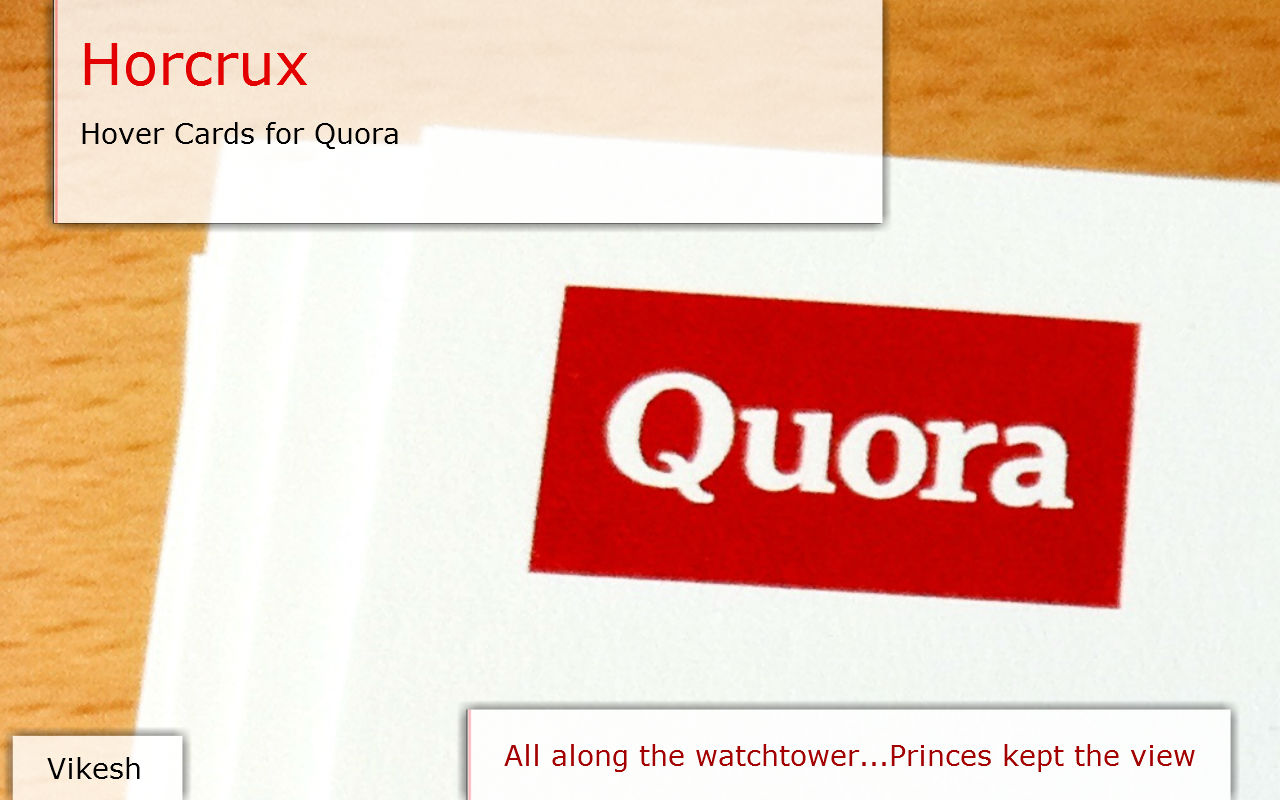 Horcrux
Hover Cards for Quora
Quora
Vikesh
All along the watchtower...Princes kept the view